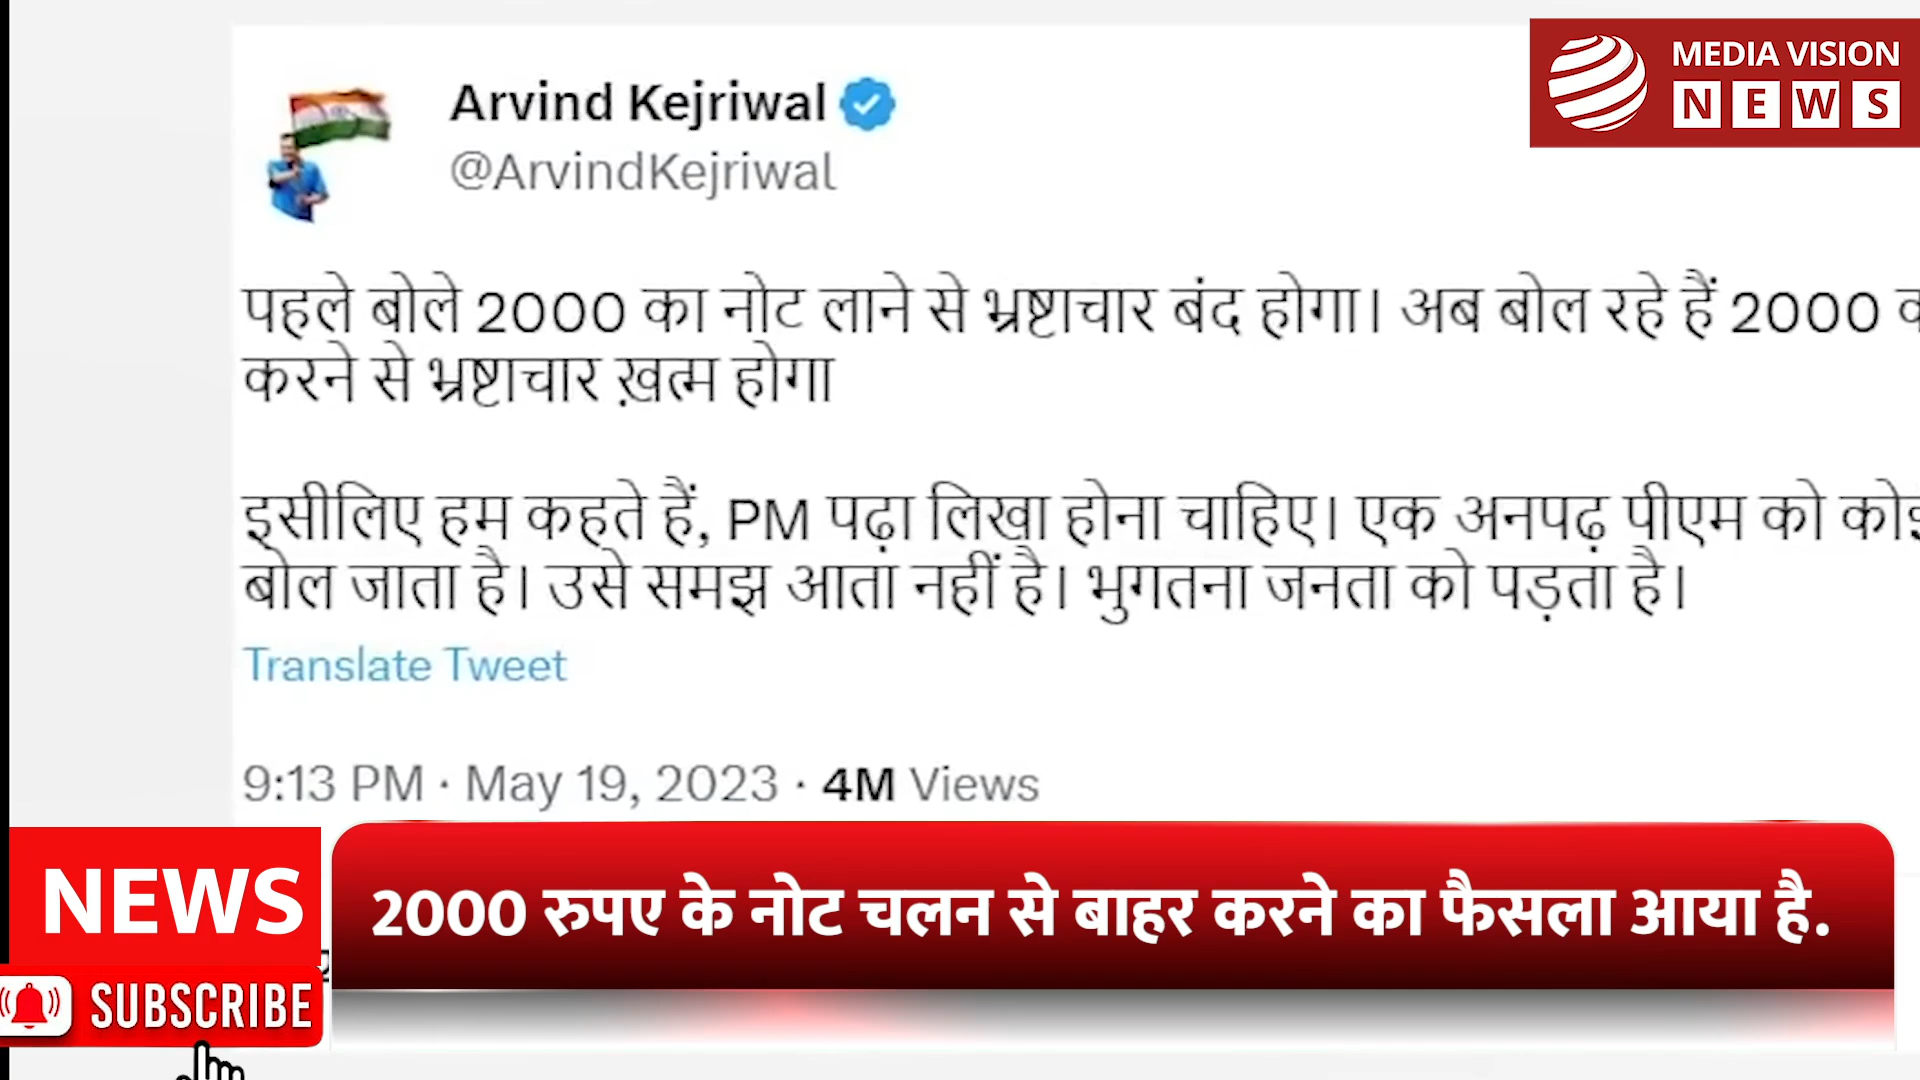 Arvind Kejriwal
@ArvindKejriwal
MEDIA VISION
NEWS
पहले बोले 2000 का नोट लाने से भ्रष्टाचार बंद होगा। अब बोल रहे हैं 2000
करने से भ्रष्टाचार ख़त्म होगा
इसीलिए हम कहते हैं, PM पढ़ा लिखा होना चाहिए। एक अनपढ़ पीएम को
बोल जाता है। उसे समझ आता नहीं है। भुगतना जनता को पड़ता है।
Translate Tweet
9:13 PM · May 19, 2023 · 4M Views
NEWS
2000 रुपए के नोट चलन से बाहर करने का फैसला आया है.
SUBSCRIBE